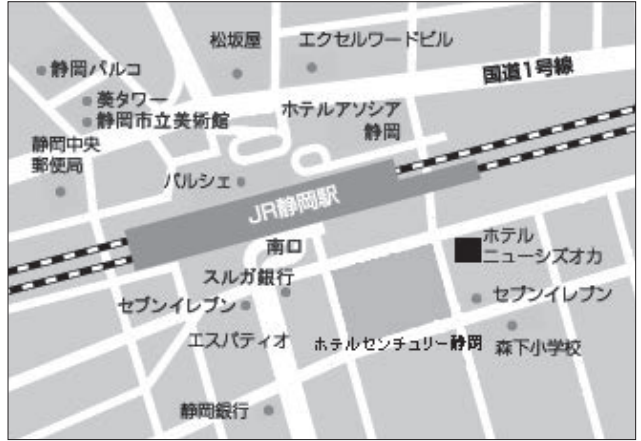 松坂屋
エクセルワードビル
国道1号線
静岡パルコ
葵タワー
静岡市立美術館
ホテルアソシア
静岡
静岡中央
郵便局
パルシェ
JR静岡駅
南口
ホテル
ニューシズオカ
スルガ銀行
セブンイレブン
セブンイレブン
エスパティオ
ホテルセンチュリー静岡
森下小学校
静岡銀行